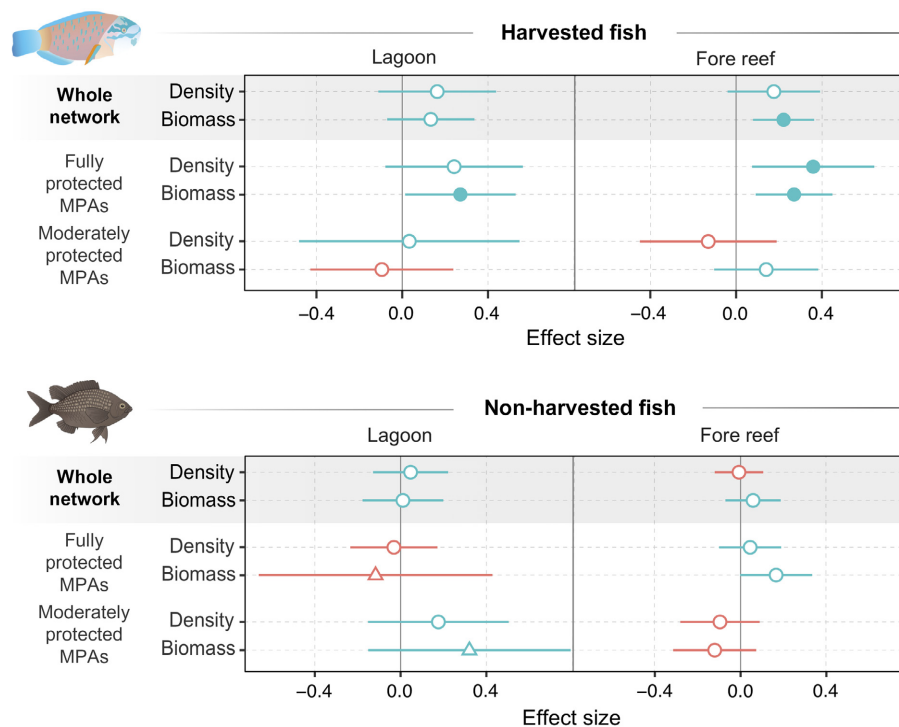 Harvested fish
Lagoon
Fore reef
Whole
network
Density
Biomass
Fully
protected
MPAs
Density
Biomass
Moderately
protected
MPAs
Density
Biomass
−0.4 0.0 0.4 −0.4 0.0 0.4
Effect size
Non-harvested fish
Lagoon
Fore reef
Whole
network
Density
Biomass
Fully
protected
MPAs
Density
Biomass
Moderately
protected
MPAs
Density
Biomass
−0.4 0.0 0.4 −0.4 0.0 0.4
Effect size